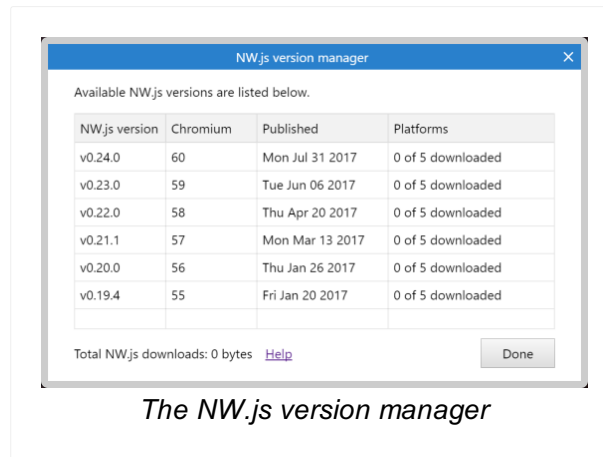 NW.js version manager
Available NW.js versions are listed below.
NW.js version Chromium Published Platforms
v0.24.0 60 Mon Jul 31 2017 0 of 5 downloaded
v0.23.0 59 Tue Jun 06 2017 0 of 5 downloaded
v0.22.0 58 Thu Apr 20 2017 0 of 5 downloaded
v0.21.1 57 Mon Mar 13 2017 0 of 5 downloaded
v0.20.0 56 Thu Jan 26 2017 0 of 5 downloaded
v0.19.4 55 Fri Jan 20 2017 0 of 5 downloaded
Total NW.js downloads: 0 bytes Help Done
The NW.js version manager